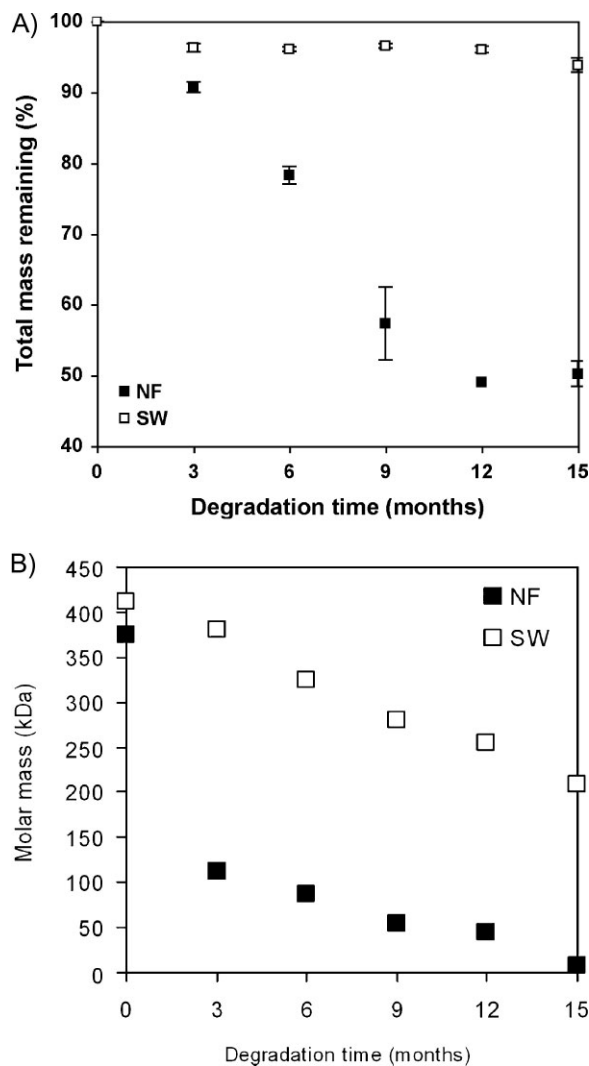 A)
Total mass remaining (%)
100
90
80
70
60
50
40
NF
SW
0 3 6 9 12 15
Degradation time (months)
B)
Molar mass (kDa)
450
400
350
300
250
200
150
100
50
0
NF
SW
0 3 6 9 12 15
Degradation time (months)